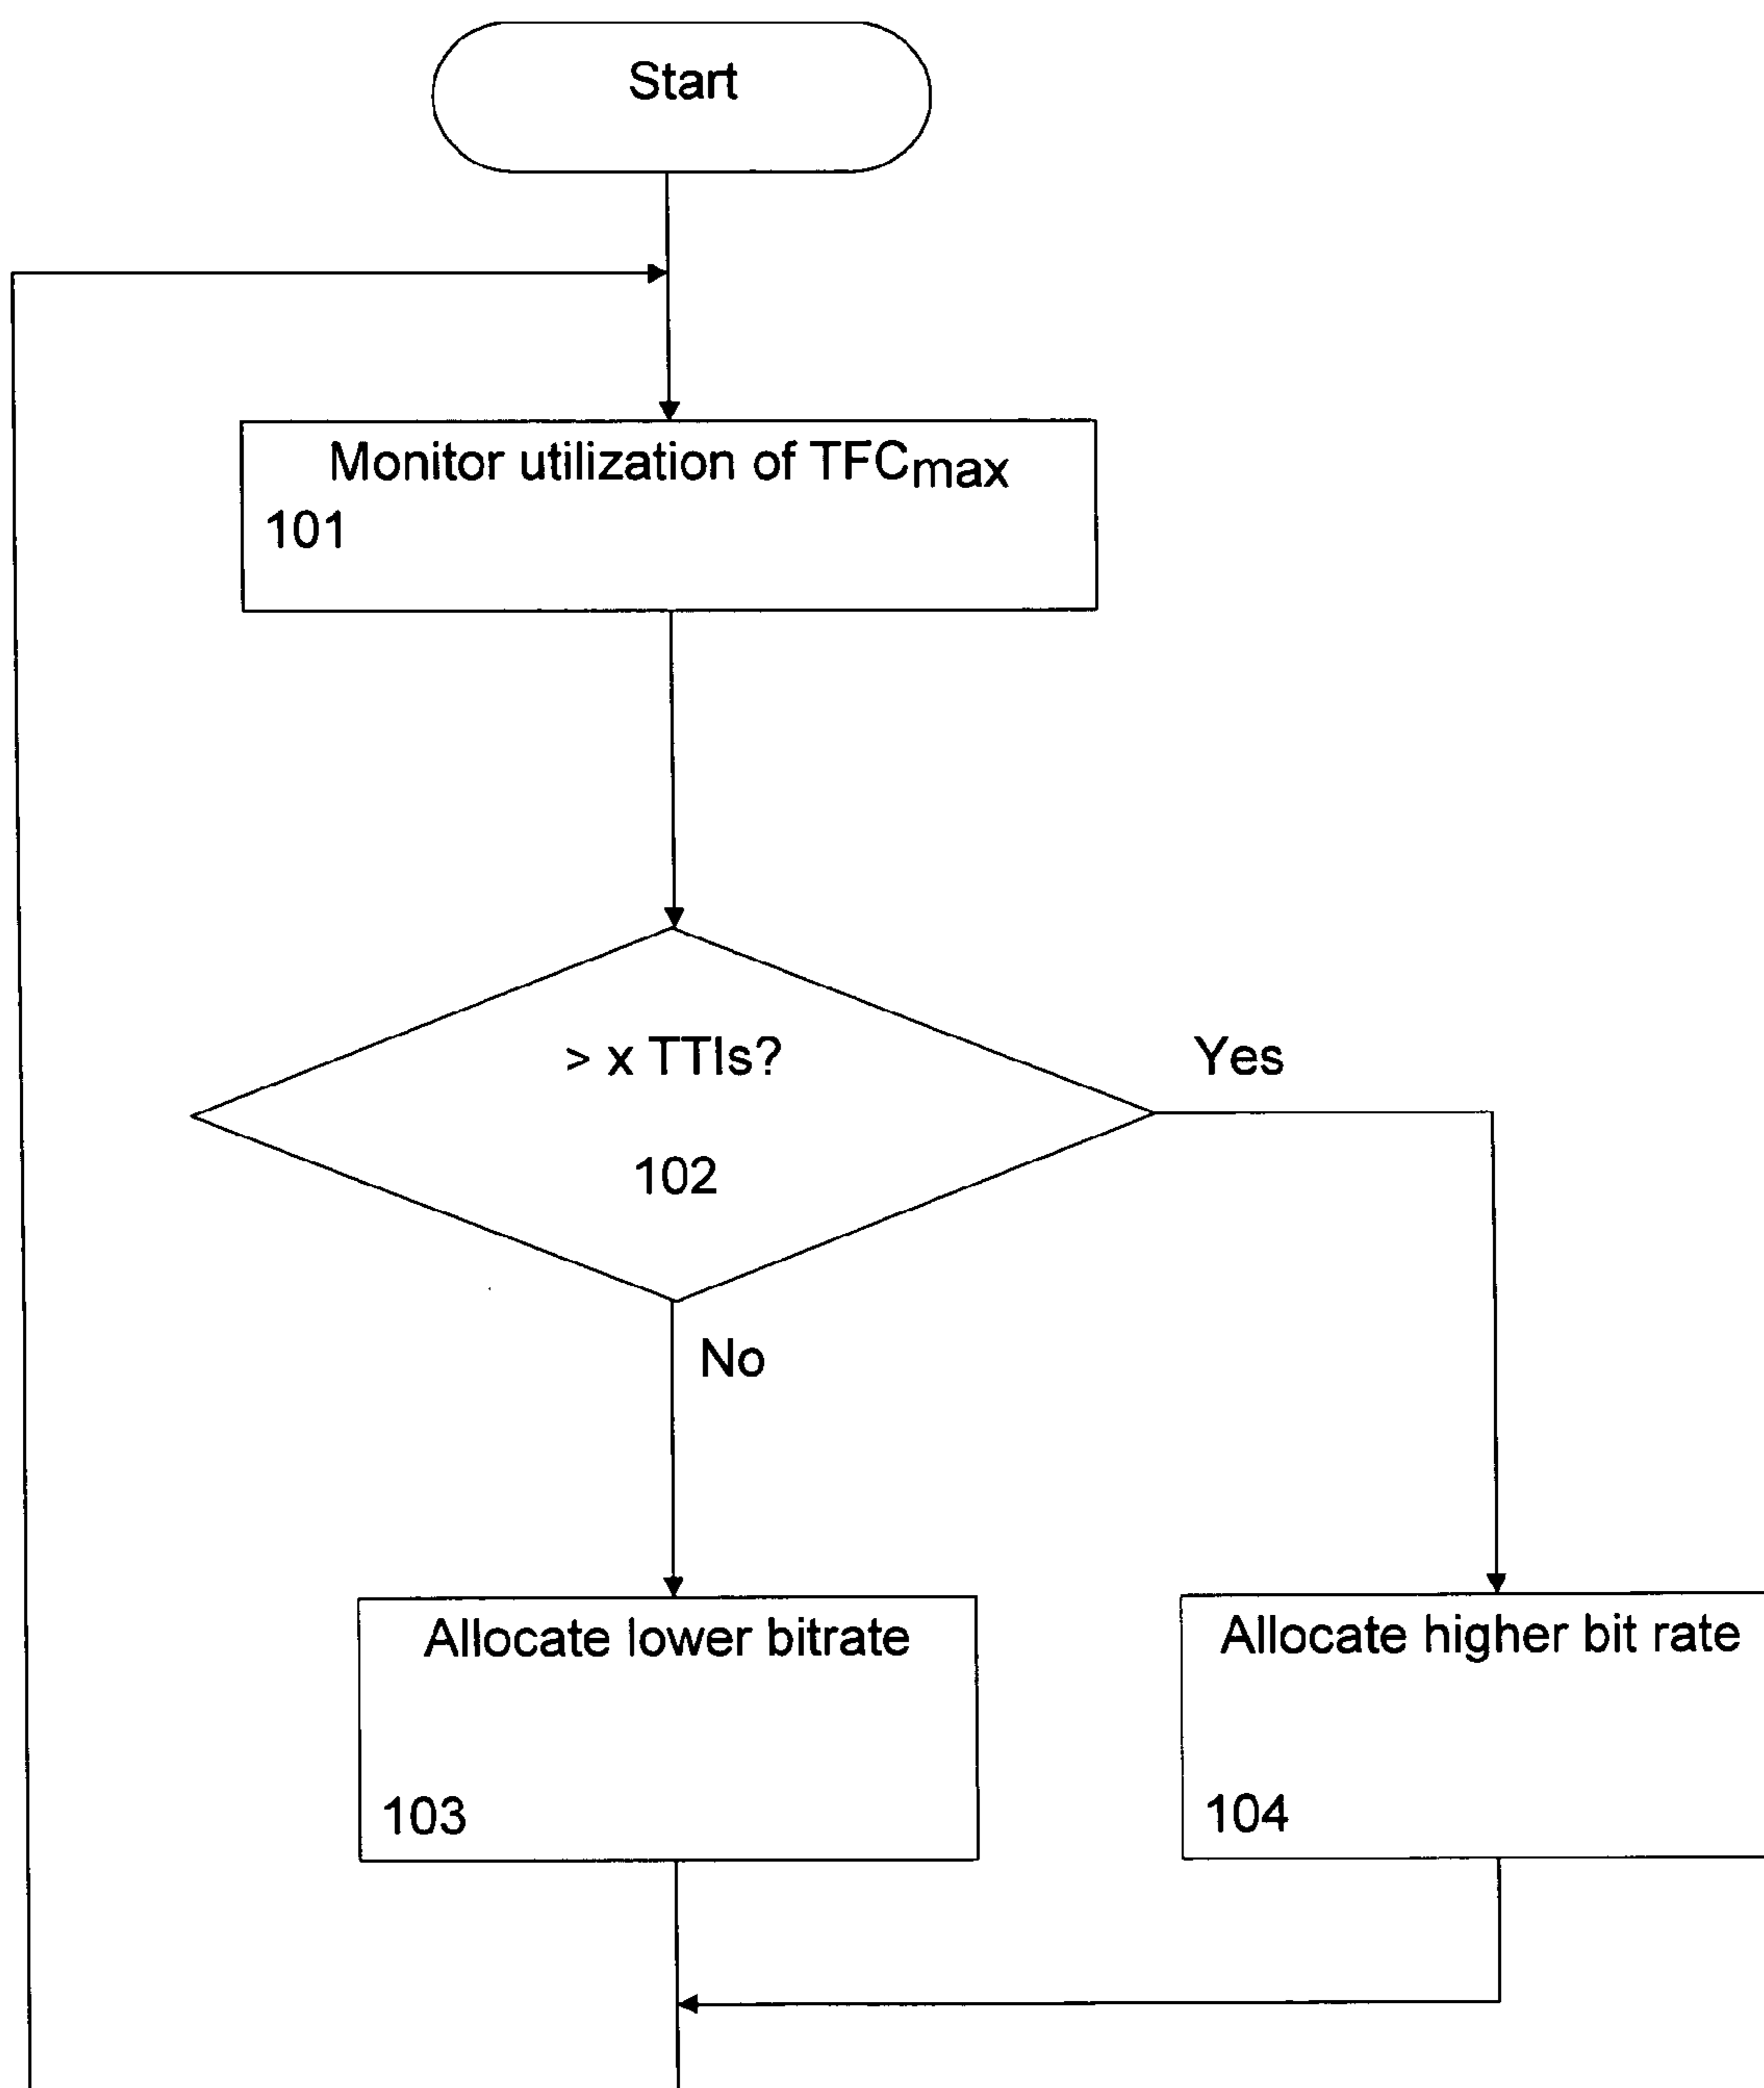 Start
Monitor utilization of TFCmax
101
> x TTIs?
102
Yes
No
Allocate lower bitrate
103
Allocate higher bit rate
104